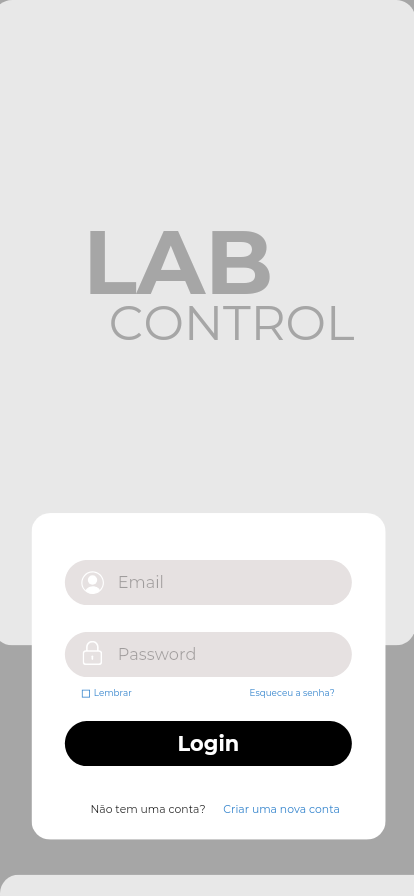 LAB
CONTROL
Email
Password
Lembrar
Esqueceu a senha?
Login
Não tem uma conta? Criar uma nova conta